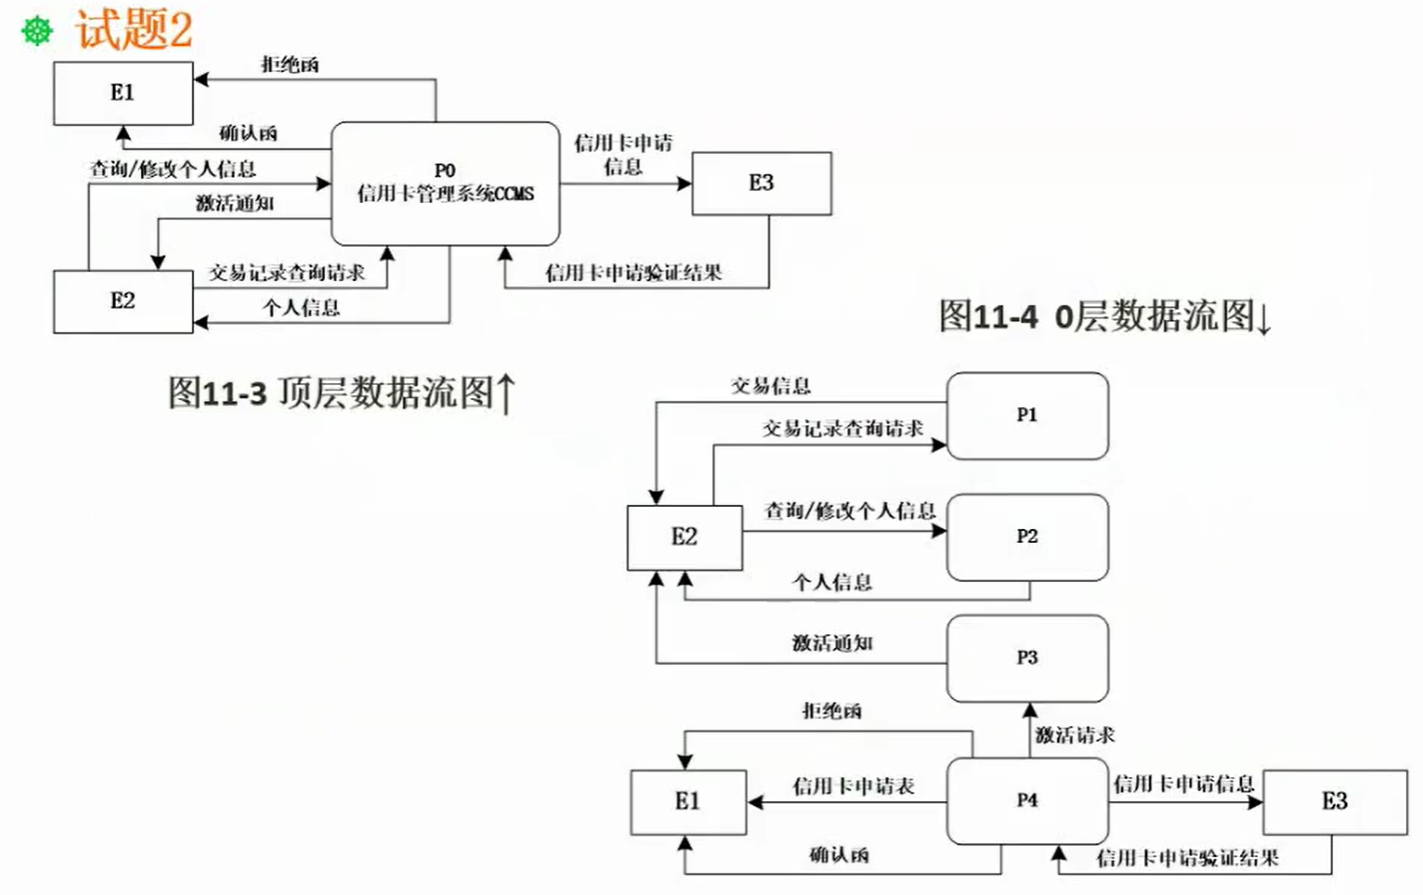 试题2
拒绝函
E1
确认函
查询/修改个人信息
P0
信用卡管理系统CCMS
信用卡申请
信息
E3
激活通知
交易记录查询请求
信用卡申请验证结果
E2
个人信息
图11-4 0层数据流图↓
图11-3 顶层数据流图↑
交易信息
P1
交易记录查询请求
查询/修改个人信息
E2
P2
个人信息
激活通知
P3
拒绝函
激活请求
E1
信用卡申请表
P4
信用卡申请信息
E3
确认函
信用卡申请验证结果